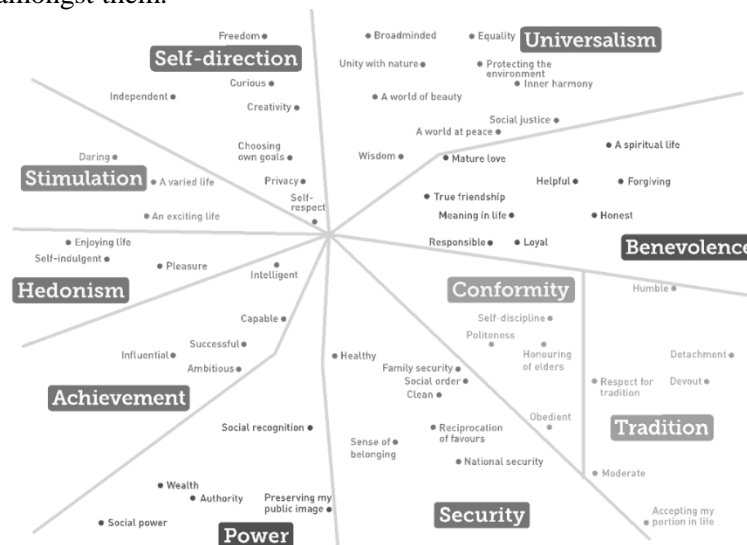 amongst them.
Freedom
Self-direction
Curious
Independent
Creativity
Choosing
own goals
Privacy
Self-
respect
Broadminded
Equality
Universalism
Unity with nature
Protecting the
environment
Inner harmony
A world of beauty
Social justice
A world at peace
Wisdom
Daring
Stimulation
A varied life
An exciting life
Mature love
A spiritual life
Helpful
Forgiving
True friendship
Meaning in life
Honest
Responsible
Loyal
Benevolence
Enjoying life
Self-indulgent
Pleasure
Hedonism
Intelligent
Capable
Successful
Influential
Ambitious
Achievement
Conformity
Self-discipline
Politeness
Honouring
of elders
Obedient
Humble
Detachment
Respect for
tradition
Devout
Tradition
Moderate
Accepting my
portion in life
Healthy
Family security
Social order
Clean
Reciprocation
of favours
Sense of
belonging
National security
Security
Social recognition
Wealth
Authority
Preserving my
public image
Social power
Power